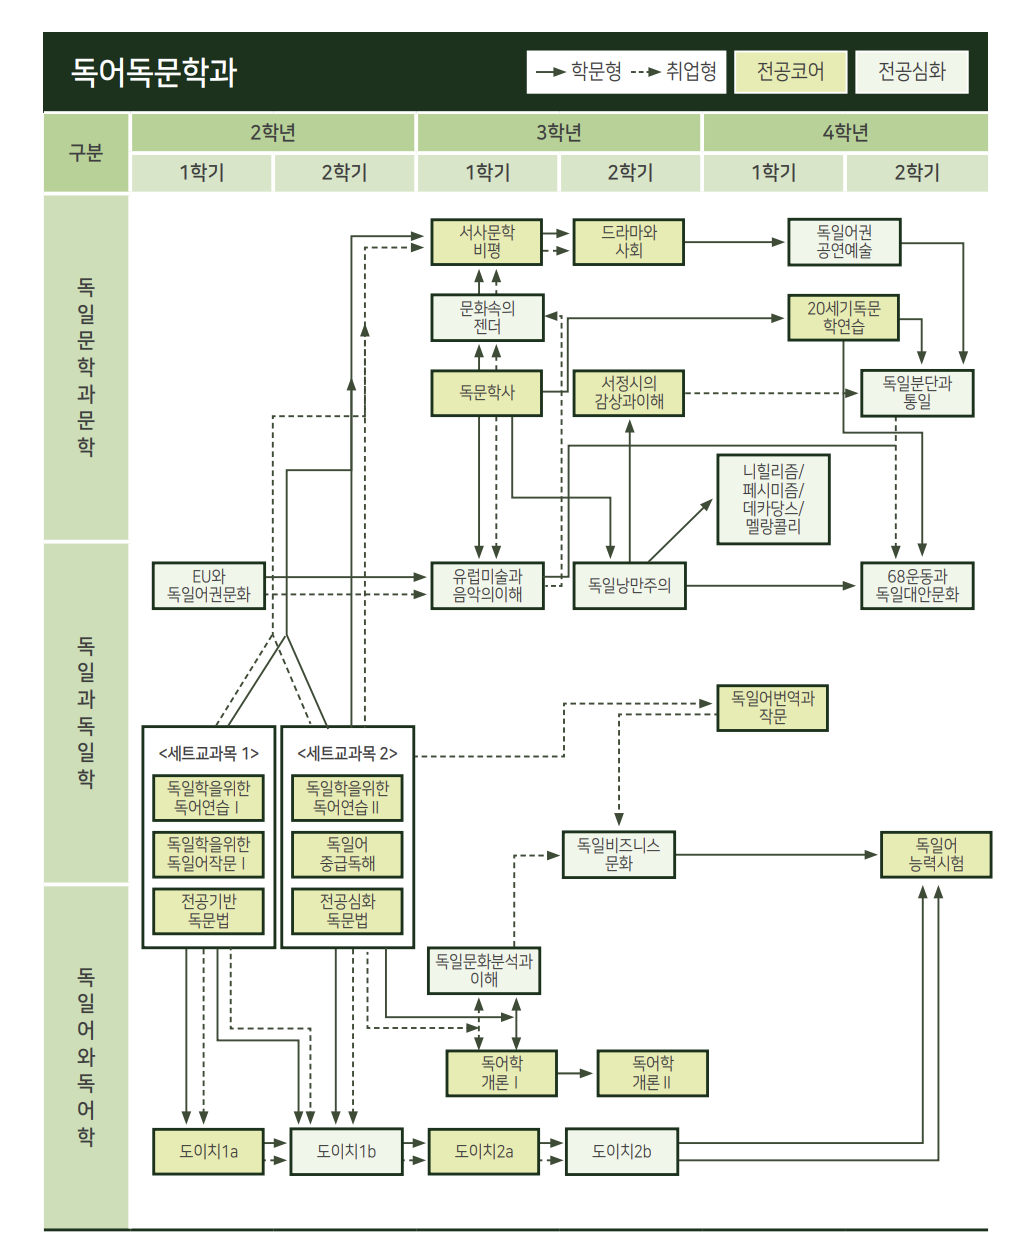 독어독문학과
학문형
취업형
전공코어
전공심화
구분
2학년
3학년
4학년
1학기
2학기
1학기
2학기
1학기
2학기
독일문학과문학
서사문학
비평
드라마와
사회
독일어권
공연예술
문화속의
젠더
20세기독문
학연습
독문학사
서정시의
감상과이해
독일분단과
통일
니힐리즘/
페시미즘/
데카당스/
멜랑콜리
독일과독일학
EU와
독일어권문화
유럽미술과
음악의이해
독일낭만주의
68운동과
독일대안문화
독일어번역과
작문
<세트교과목 1>
독일학을위한
독어연습 I
독일학을위한
독일어작문 I
전공기반
독문법
<세트교과목 2>
독일학을위한
독어연습 II
독일어
중급독해
전공심화
독문법
독일비즈니스
문화
독일어
능력시험
독일어와독어학
독일문화분석과
이해
독어학
개론 I
독어학
개론 II
도이치1a
도이치1b
도이치2a
도이치2b